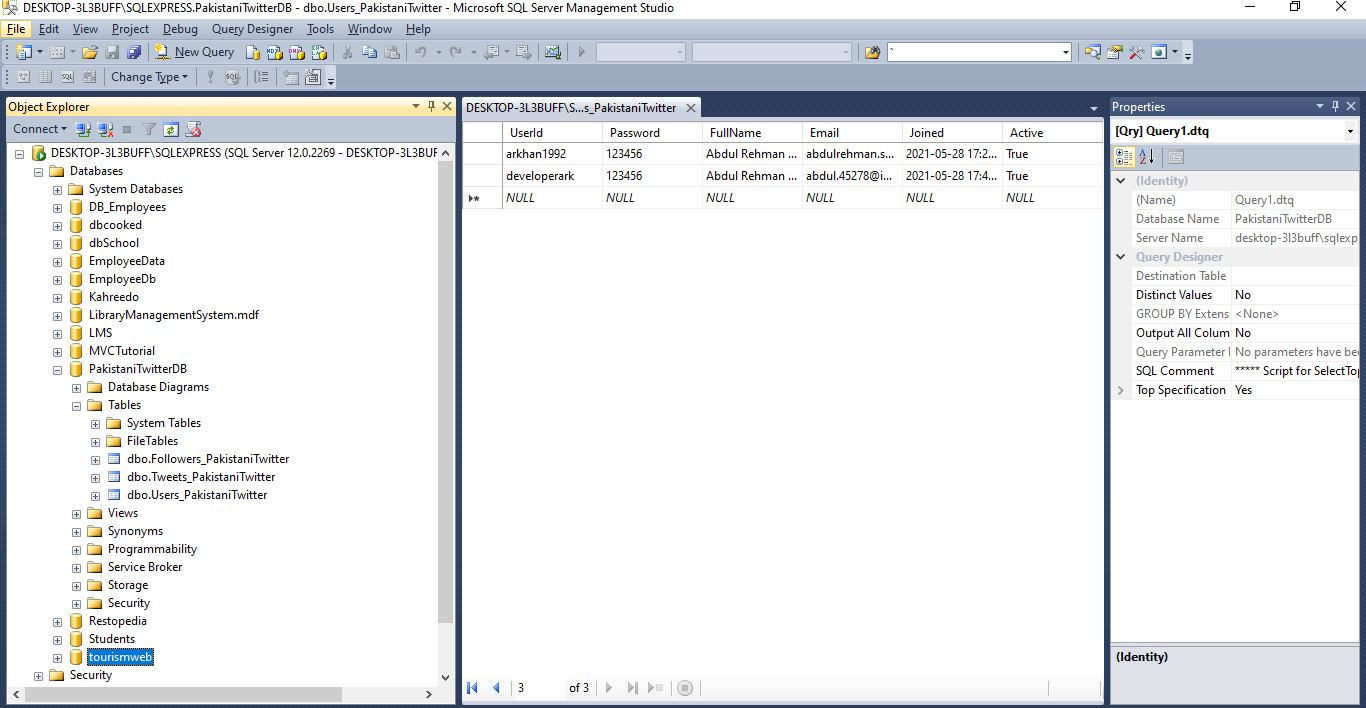 DESKTOP-3L3BUFF\SQLEXPRESS.PakistaniTwitterDB - dbo.Users_PakistaniTwitter - Microsoft SQL Server Management Studio
File Edit View Project Debug Query Designer Tools Window Help
New Query
Change Type
Object Explorer
Connect
DESKTOP-3L3BUFF\SQLEXPRESS (SQL Server 12.0.2269 - DESKTOP-3L3BUF
Databases
System Databases
DB_Employees
dbcooked
dbSchool
EmployeeData
EmployeeDb
Kahreedo
LibraryManagementSystem.mdf
LMS
MVCTutorial
PakistaniTwitterDB
Database Diagrams
Tables
System Tables
FileTables
dbo.Followers_PakistaniTwitter
dbo.Tweets_PakistaniTwitter
dbo.Users_PakistaniTwitter
Views
Synonyms
Programmability
Service Broker
Storage
Security
Restopedia
Students
tourismweb
Security
DESKTOP-3L3BUFF\S...s_PakistaniTwitter
UserId Password FullName Email Joined Active
arkhan1992 123456 Abdul Rehman ... abdulrehman.s... 2021-05-28 17:2... True
developerark 123456 Abdul Rehman ... abdul.45278@i... 2021-05-28 17:4... True
NULL NULL NULL NULL NULL NULL
3 of 3
Properties
[Qry] Query1.dtq
(Identity)
(Name) Query1.dtq
Database Name PakistaniTwitterDB
Server Name desktop-3l3buff\sqlexp
Query Designer
Destination Table
Distinct Values No
GROUP BY Extens <None>
Output All Colum No
Query Parameter No parameters have bee
SQL Comment ***** Script for SelectTop
Top Specification Yes
(Identity)